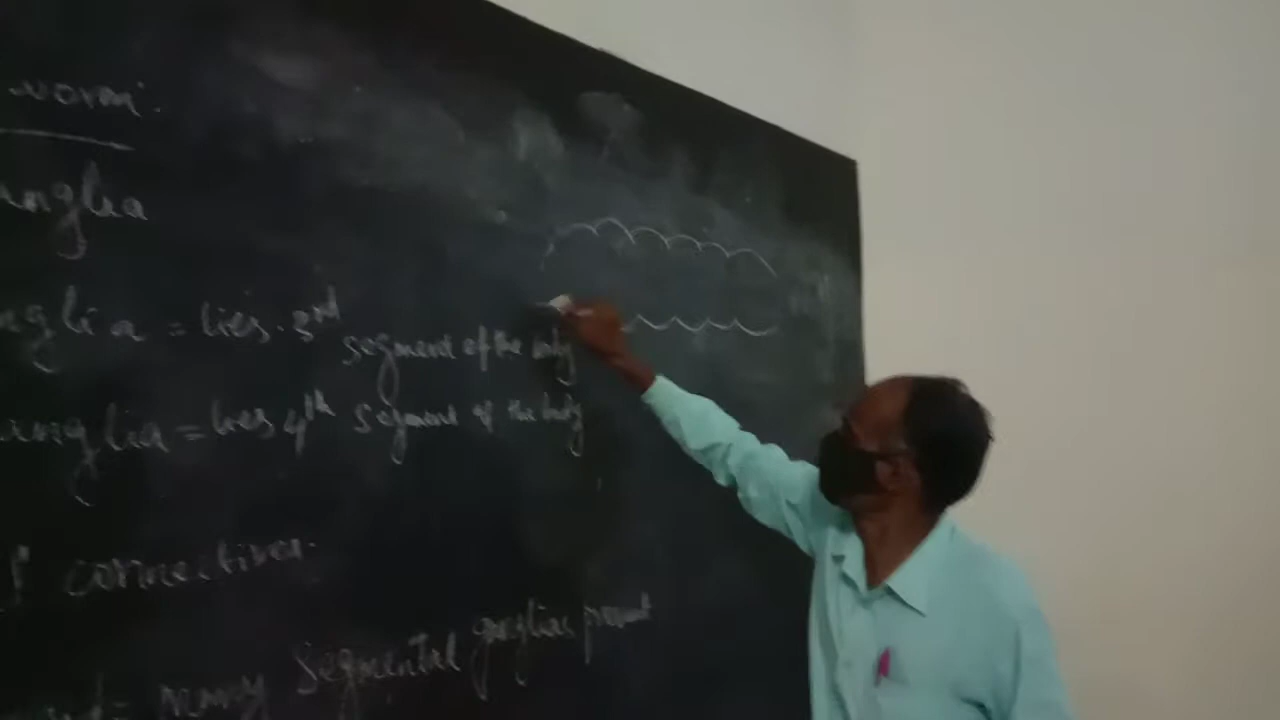 worm.
anglia
nglia = lies. 3rd segment of the body
anglia = lies 4th segment of the body
connectives.
many segmental ganglias present